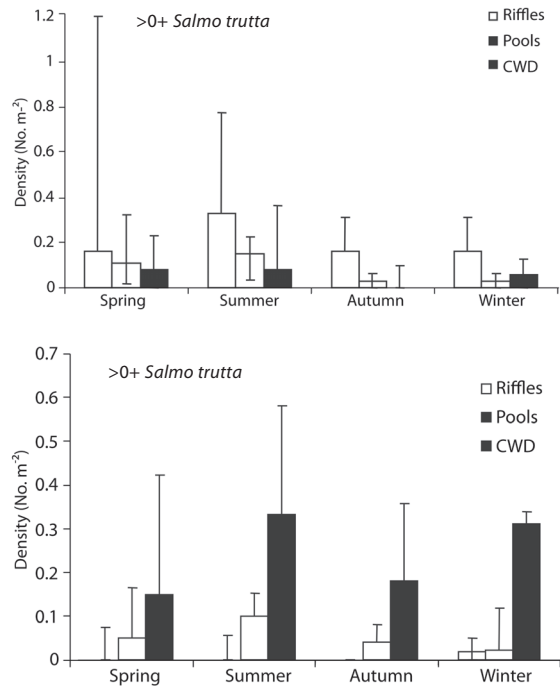 >0+ Salmo trutta
Riffles
Pools
CWD
Density (No. m-²)
1.2
1
0.8
0.6
0.4
0.2
0
Spring Summer Autumn Winter
>0+ Salmo trutta
Riffles
Pools
CWD
Density (No. m-²)
0.7
0.6
0.5
0.4
0.3
0.2
0.1
0
Spring Summer Autumn Winter